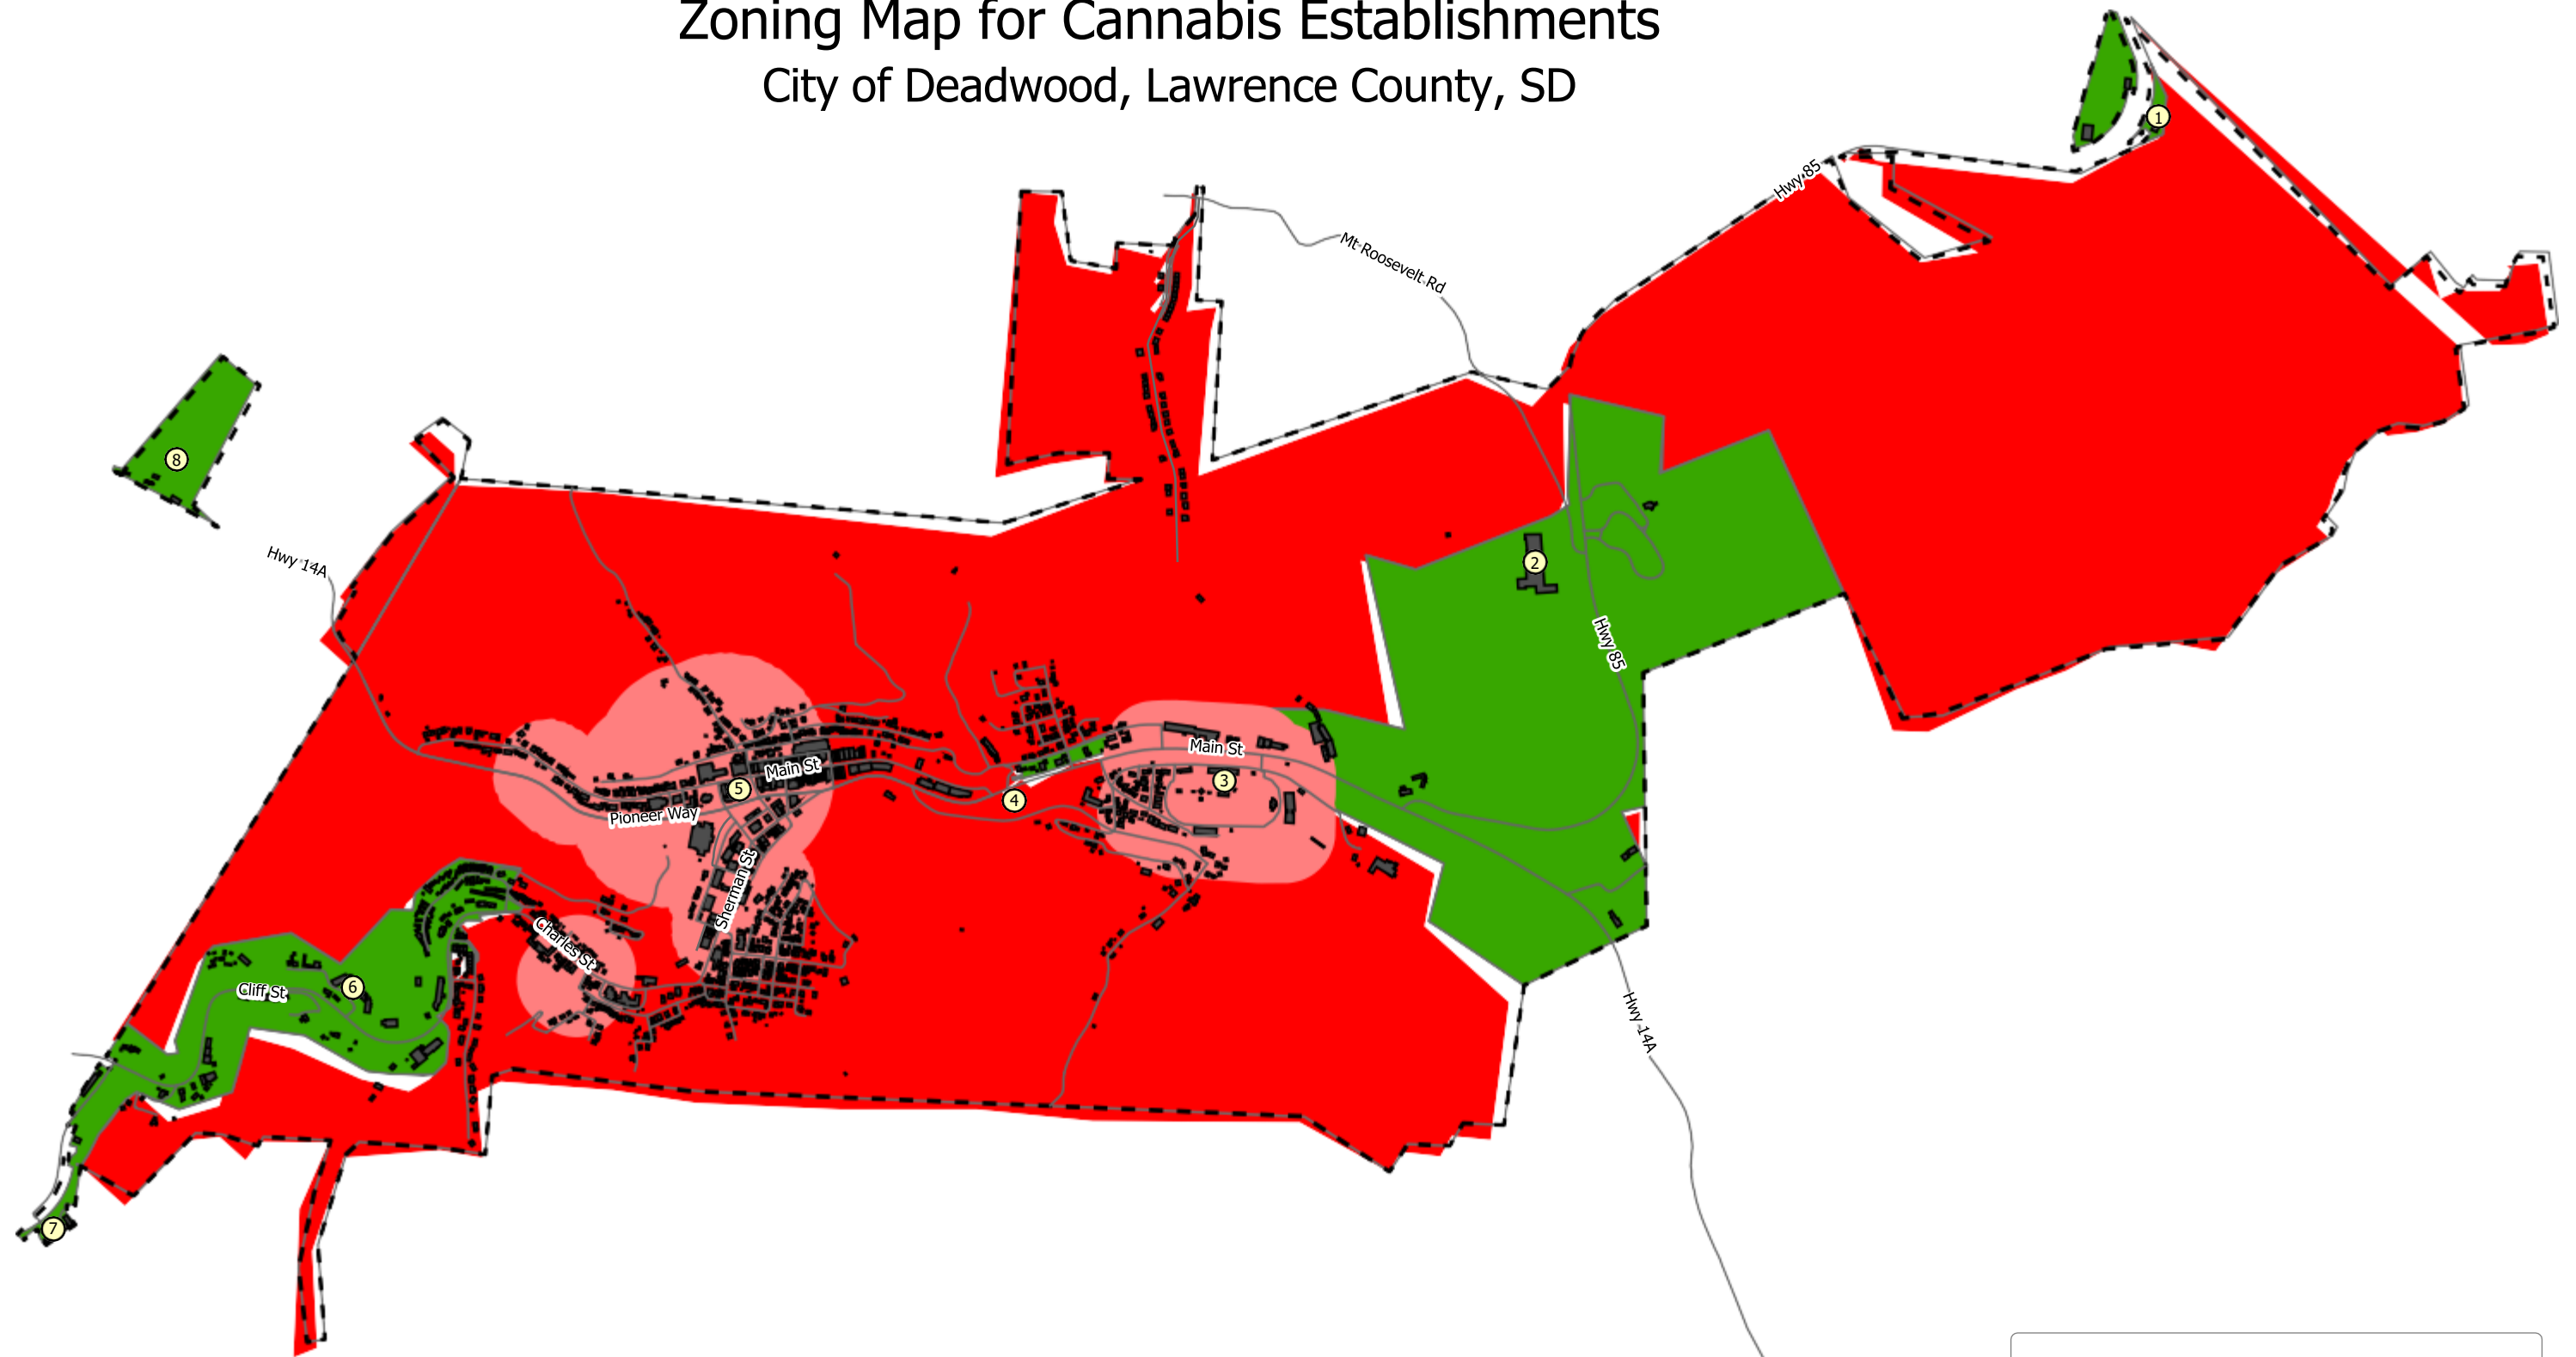 Zoning Map for Cannabis Establishments
City of Deadwood, Lawrence County, SD
1
Hwy 85
Mt Roosevelt Rd
8
Hwy 14A
2
Hwy 85
Main St
3
Main St
5
4
Pioneer Way
Sherman St
Charles St
6
Cliff St
Hwy 14A
7